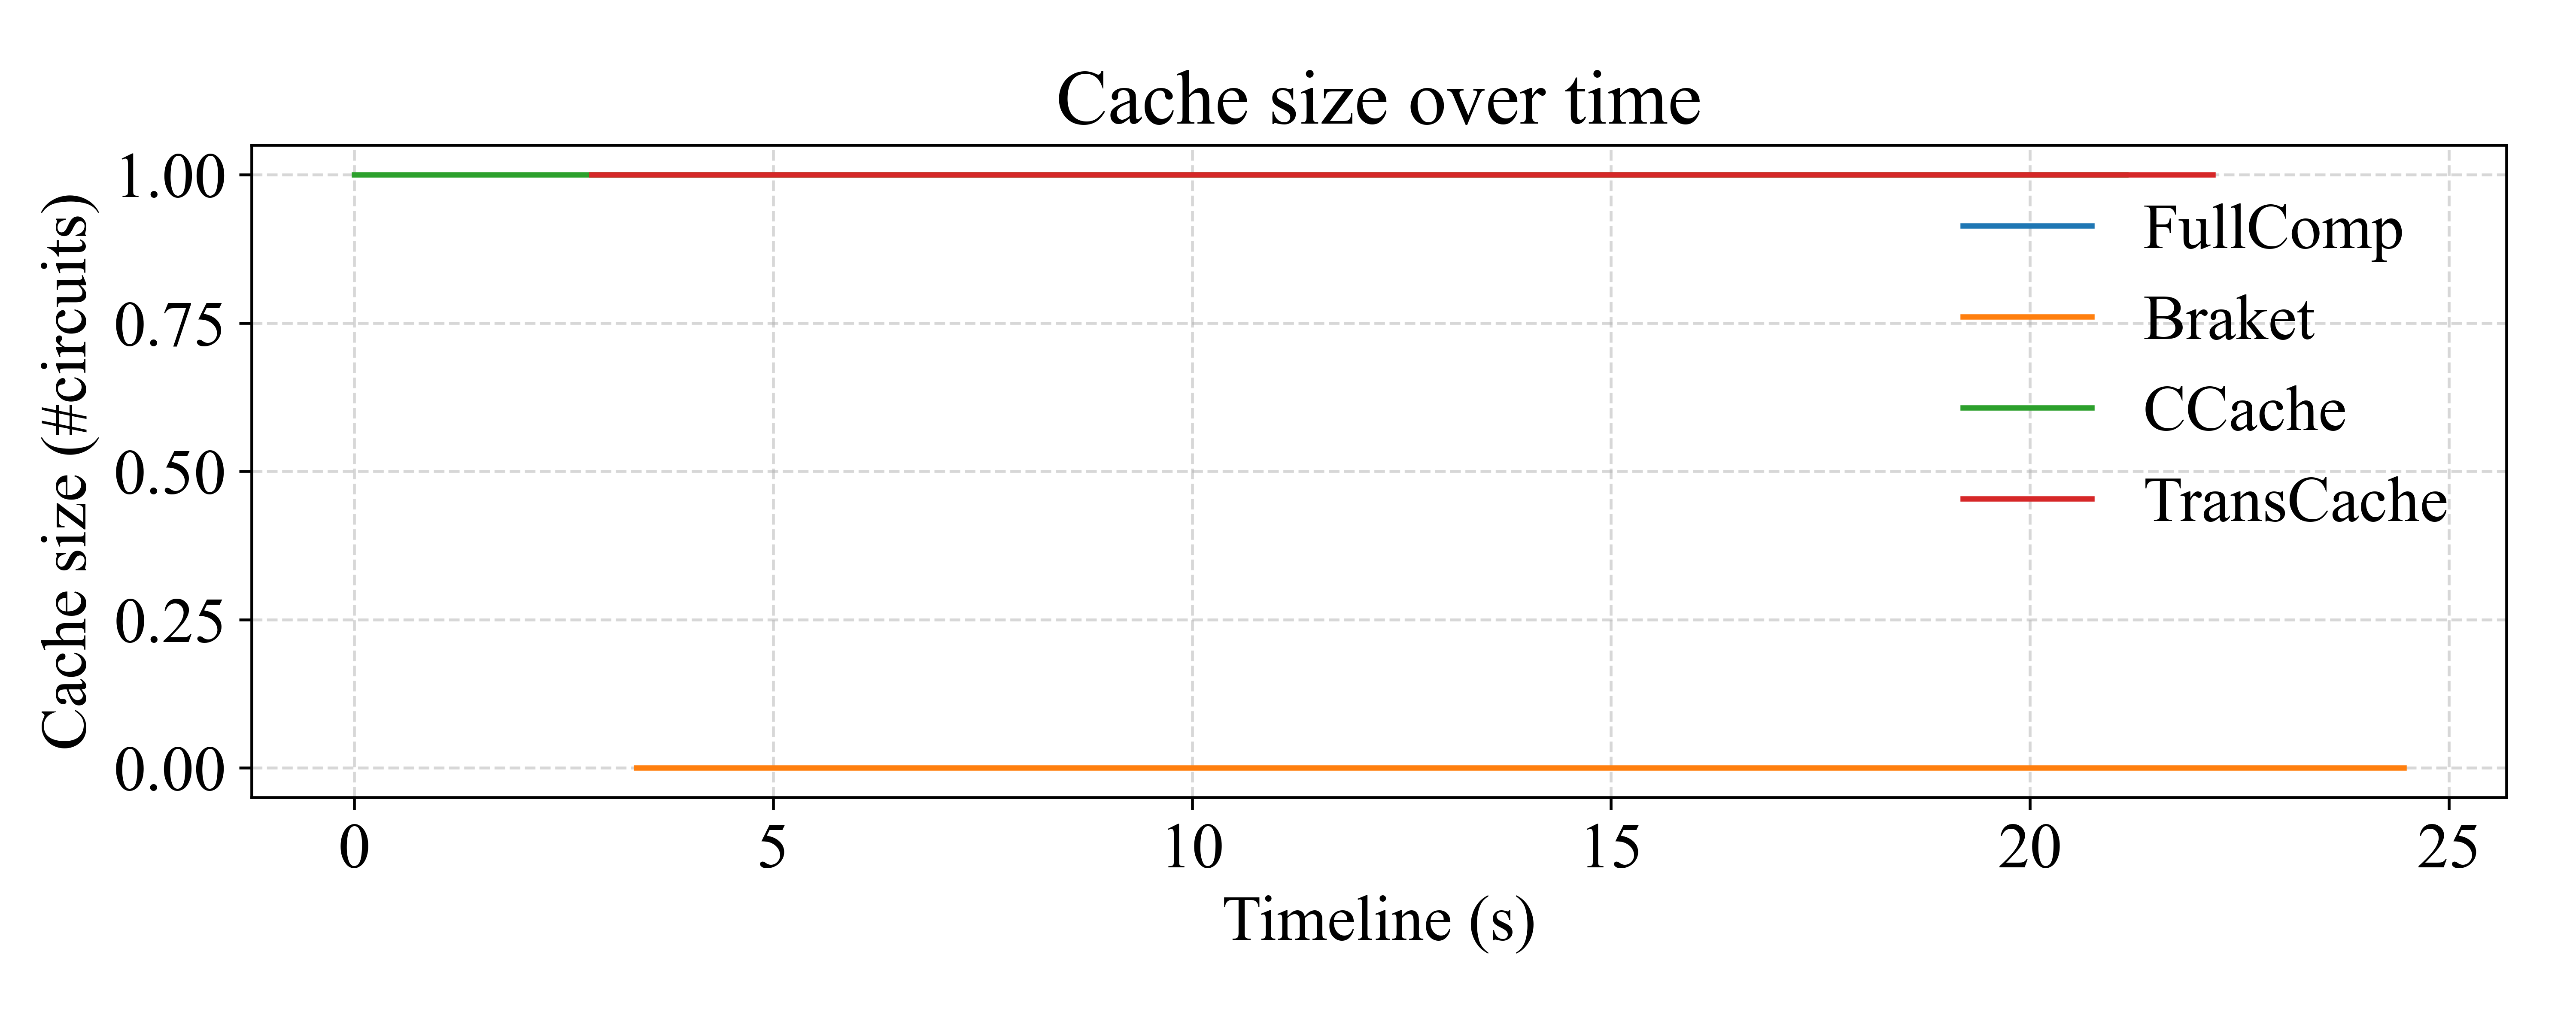 Cache size over time
Cache size (#circuits)
1.00
0.75
0.50
0.25
0.00
FullComp
Braket
CCache
TransCache
0 5 10 15 20 25
Timeline (s)